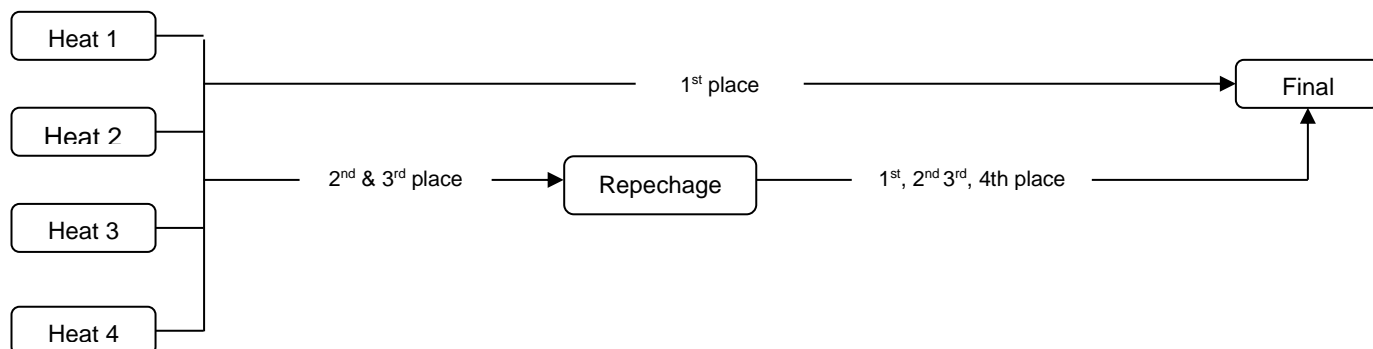 Heat 1
1st place
Final
Heat 2
2nd & 3rd place
Repechage
1st, 2nd 3rd, 4th place
Heat 3
Heat 4